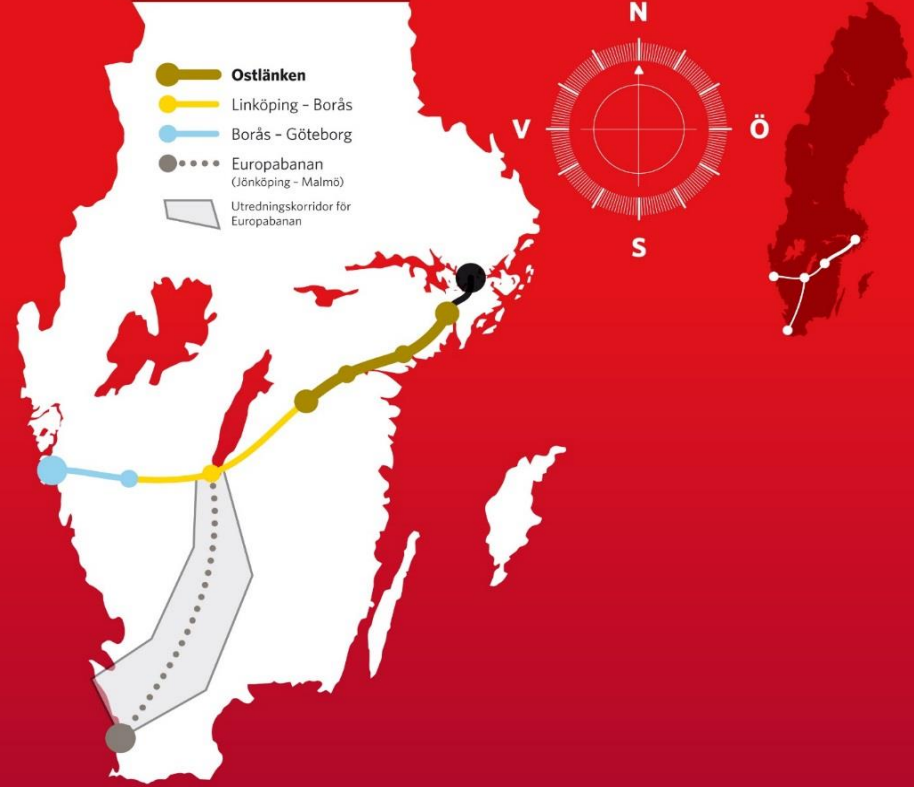 Ostlänken
Linköping – Borås
Borås – Göteborg
Europabanan
(Jönköping – Malmö)
Utredningskorridor för
Europabanan
N
V
Ö
S